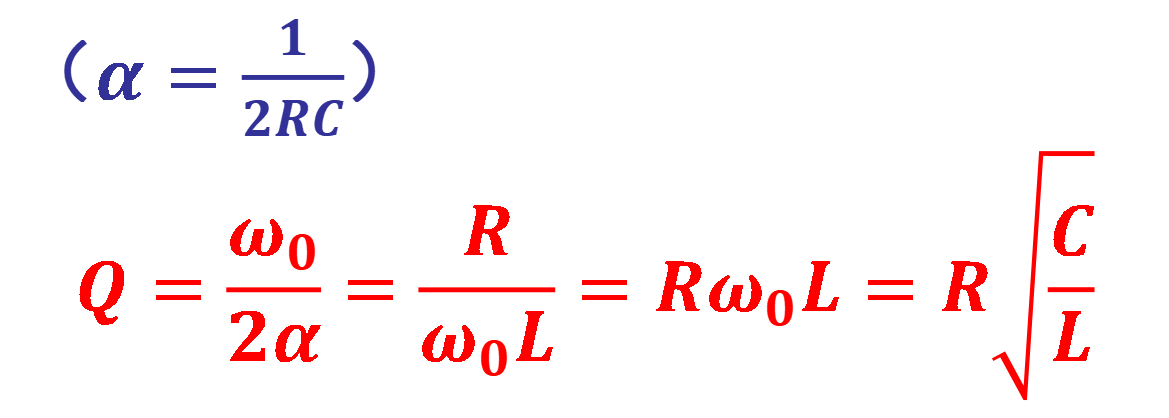 (α = 1/2RC)
Q = ω₀/2α = R/ω₀L = Rω₀L = R√(C/L)